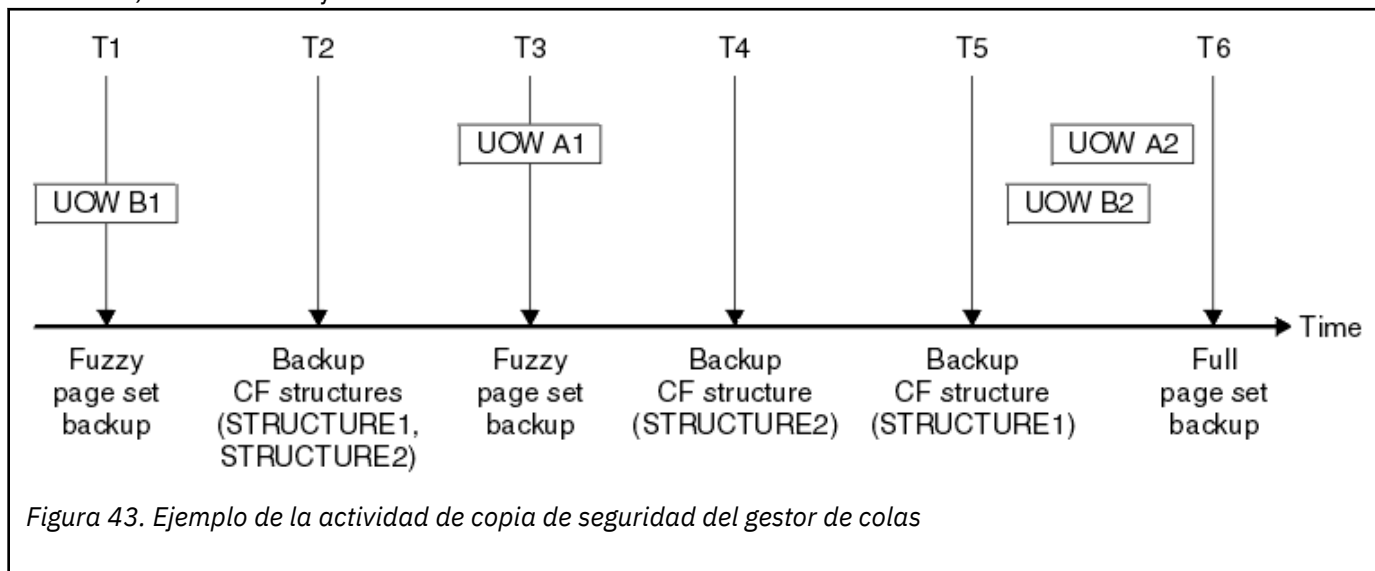 T1 T2 T3 T4 T5 T6
UOW A1 UOW A2
UOW B1 UOW B2
Time
Fuzzy Backup Fuzzy Backup Backup Full
page set CF structures page set CF structure CF structure page set
backup (STRUCTURE1, backup (STRUCTURE2) (STRUCTURE1) backup
STRUCTURE2)
Figura 43. Ejemplo de la actividad de copia de seguridad del gestor de colas